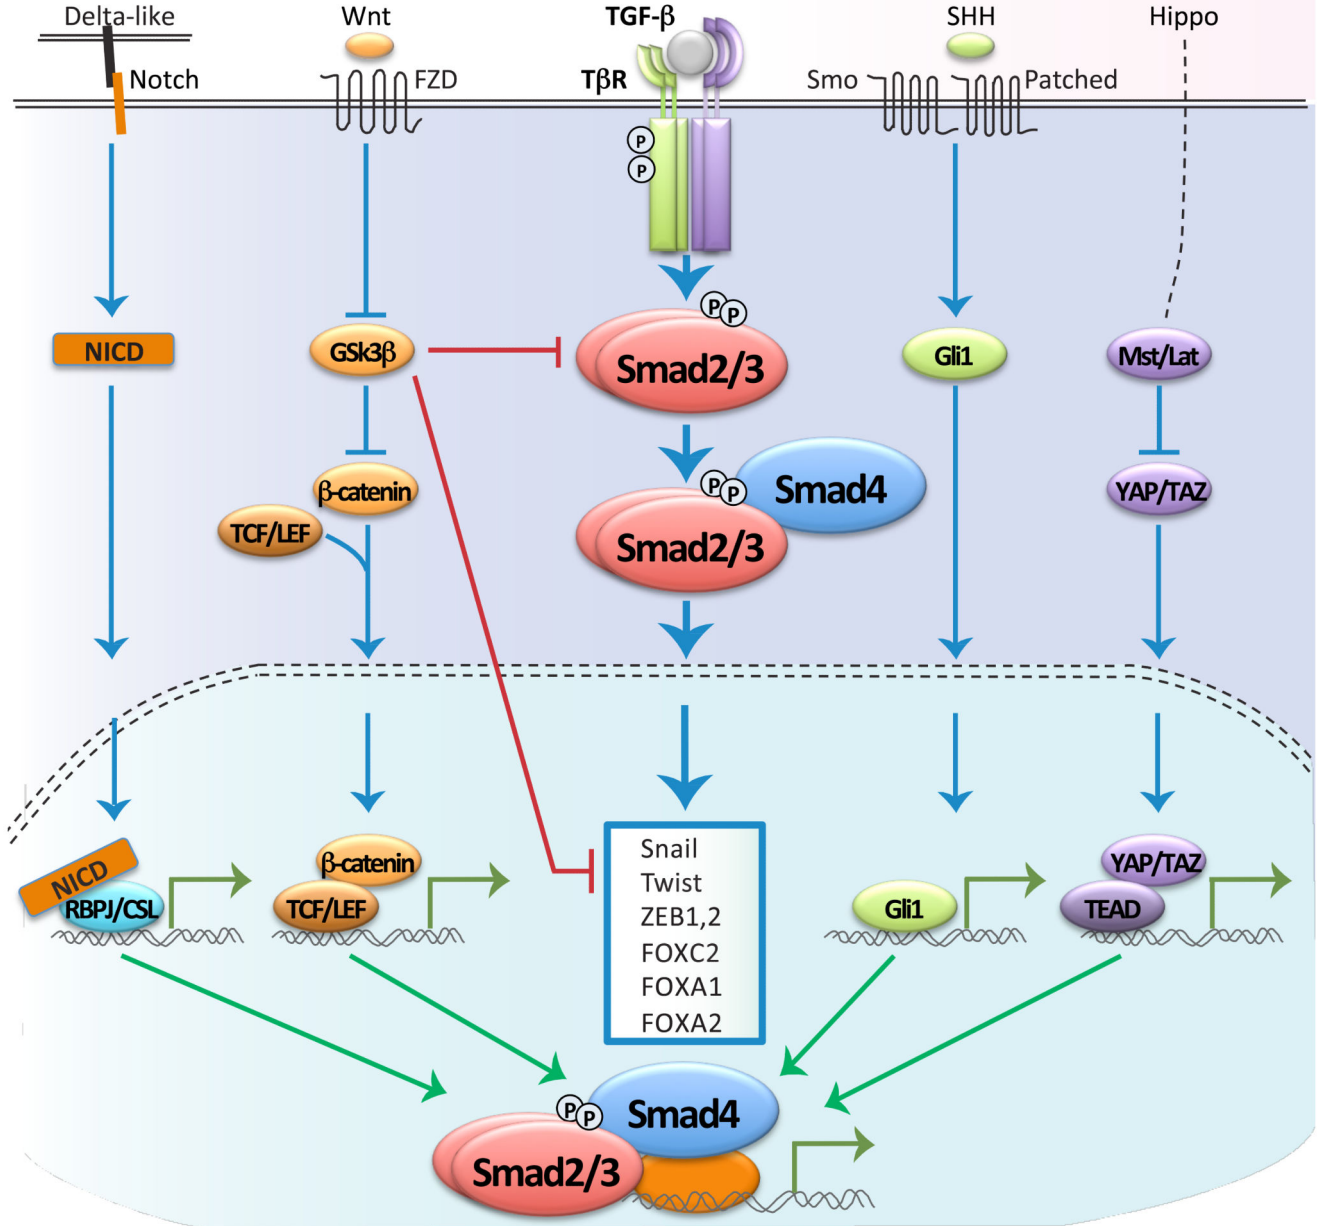 Delta-like
Wnt
TGF-β
SHH
Hippo
Notch
FZD
TβR
Smo
Patched
P
P
P
P
NICD
GSk3β
Smad2/3
Gli1
Mst/Lat
β-catenin
P
P
Smad4
YAP/TAZ
TCF/LEF
Smad2/3
NICD
RBPJ/CSL
β-catenin
TCF/LEF
Snail
Twist
ZEB1,2
FOXC2
FOXA1
FOXA2
Gli1
YAP/TAZ
TEAD
P
P
Smad4
Smad2/3